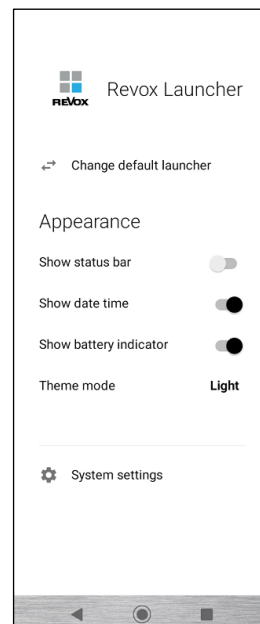 REVOX
Revox Launcher
Change default launcher
Appearance
Show status bar
Show date time
Show battery indicator
Theme mode Light
System settings